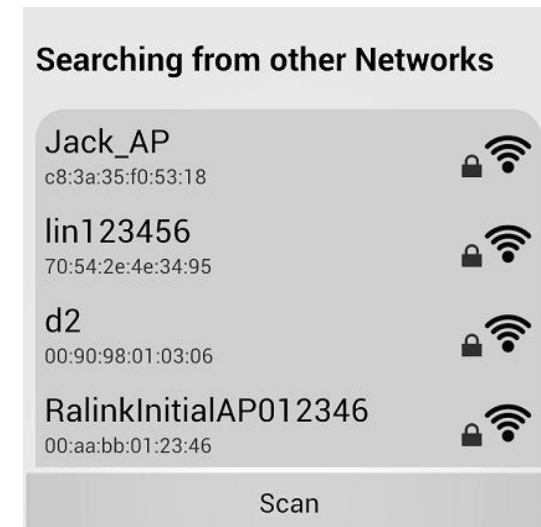 Searching from other Networks
Jack_AP
c8:3a:35:f0:53:18
lin123456
70:54:2e:4e:34:95
d2
00:90:98:01:03:06
RalinkInitialAP012346
00:aa:bb:01:23:46
Scan